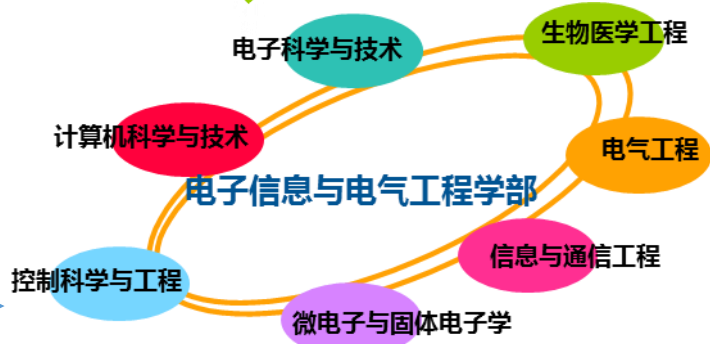 电子科学与技术
生物医学工程
计算机科学与技术
电气工程
电子信息与电气工程学部
信息与通信工程
控制科学与工程
微电子与固体电子学